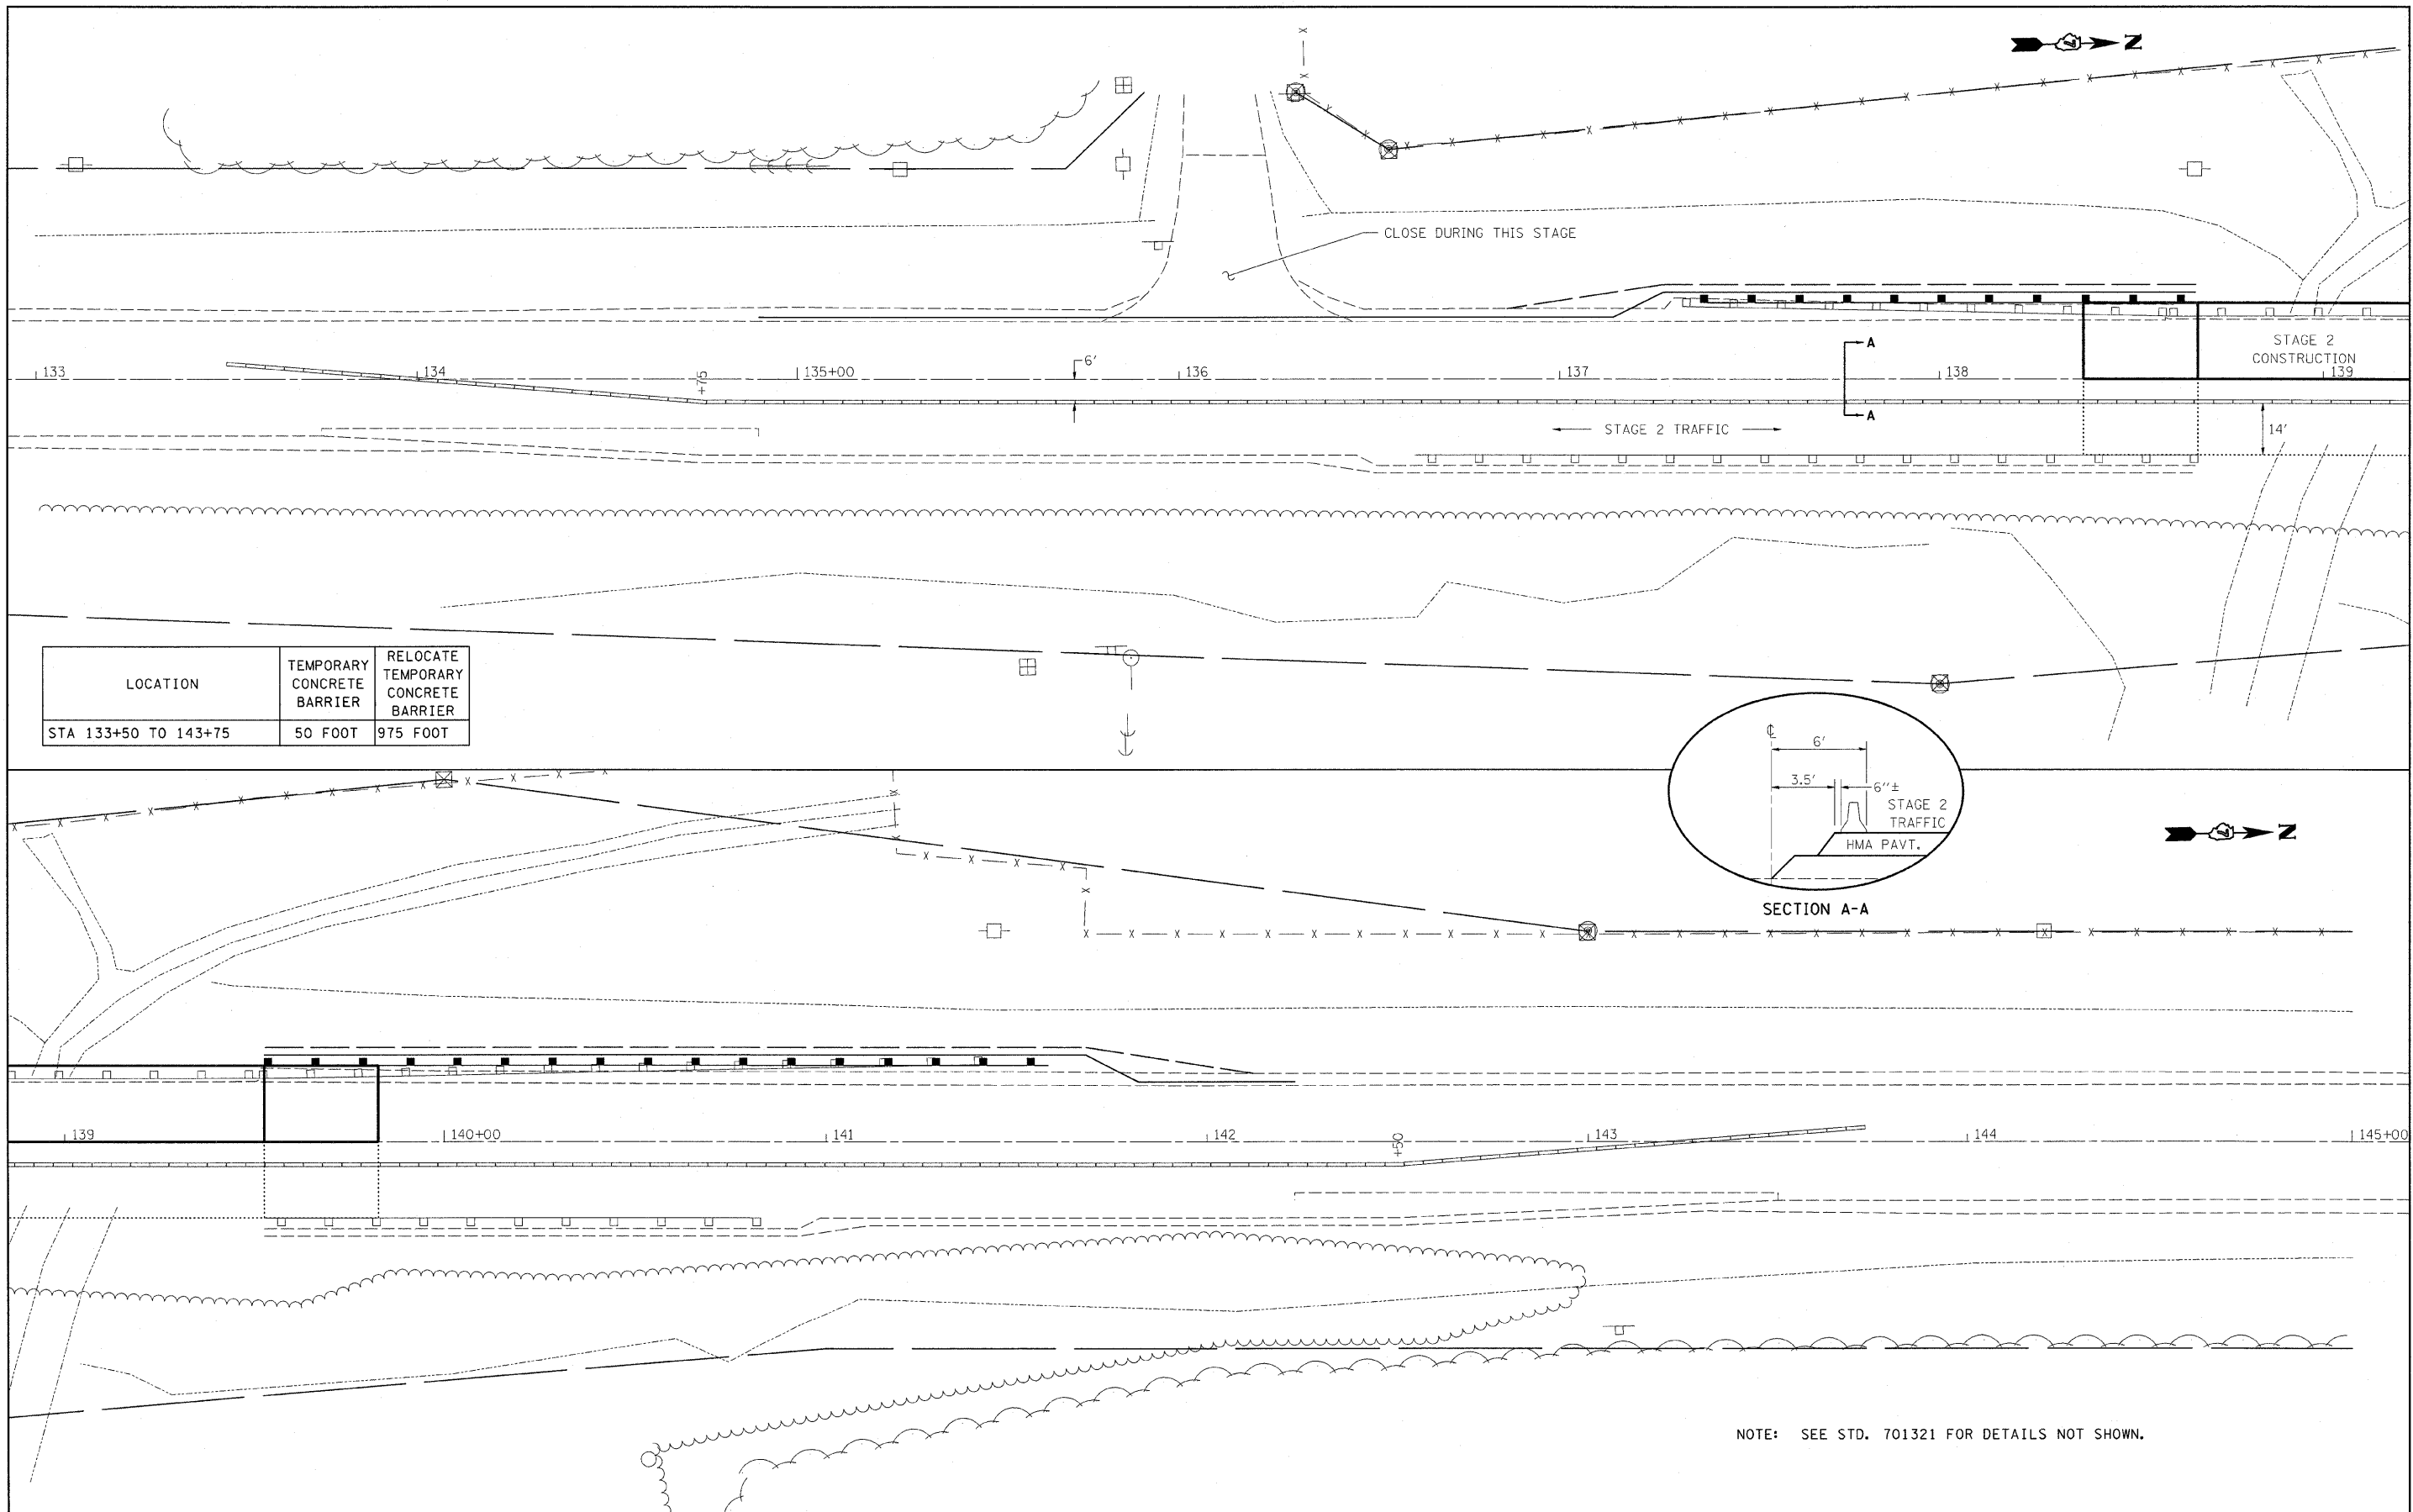 N
CLOSE DURING THIS STAGE
A
A
6'
133
134
+75
135+00
136
137
138
139
STAGE 2
CONSTRUCTION
STAGE 2 TRAFFIC
14'
LOCATION
TEMPORARY
CONCRETE
BARRIER
RELOCATE
TEMPORARY
CONCRETE
BARRIER
STA 133+50 TO 143+75
50 FOOT
975 FOOT
℄
6'
3.5'
6"±
STAGE 2
TRAFFIC
HMA PAVT.
SECTION A-A
N
139
140+00
141
142
+50
143
144
145+00
NOTE: SEE STD. 701321 FOR DETAILS NOT SHOWN.